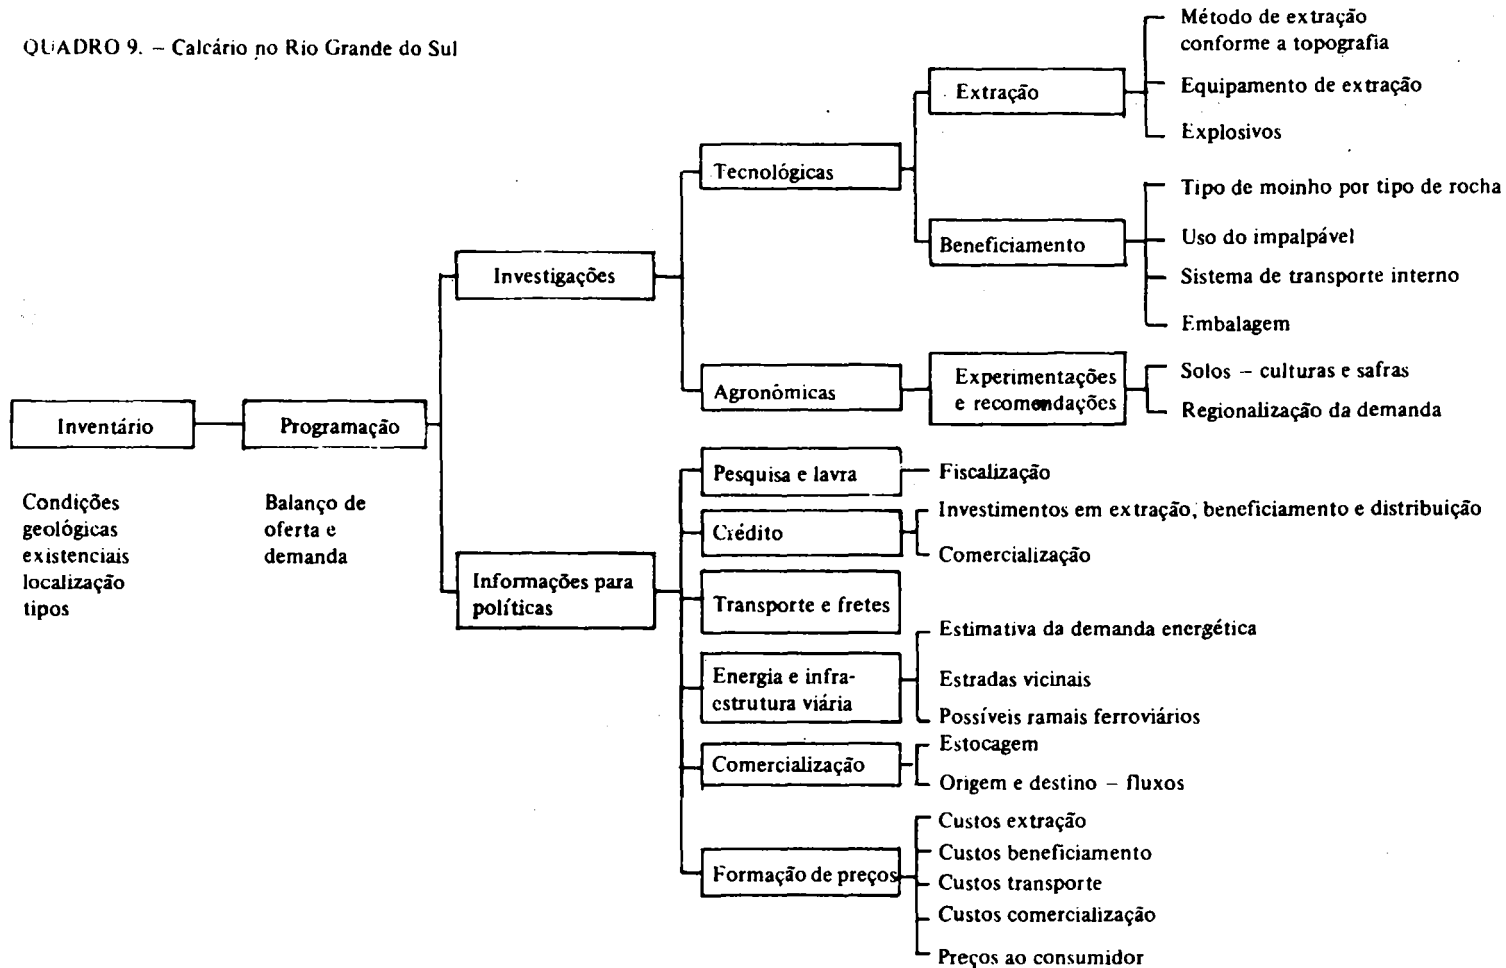 QUADRO 9. – Calcário no Rio Grande do Sul
Método de extração
conforme a topografia
Extração
Equipamento de extração
Explosivos
Tecnológicas
Tipo de moinho por tipo de rocha
Beneficiamento
Uso do impalpável
Sistema de transporte interno
Embalagem
Investigações
Agronômicas
Experimentações
e recomendações
Solos – culturas e safras
Regionalização da demanda
Inventário
Programação
Condições
geológicas
existenciais
localização
tipos
Balanço de
oferta e
demanda
Informações para
políticas
Pesquisa e lavra
Fiscalização
Crédito
Investimentos em extração, beneficiamento e distribuição
Comercialização
Transporte e fretes
Energia e infra-
estrutura viária
Estimativa da demanda energética
Estradas vicinais
Possíveis ramais ferroviários
Comercialização
Estocagem
Origem e destino – fluxos
Formação de preços
Custos extração
Custos beneficiamento
Custos transporte
Custos comercialização
Preços ao consumidor